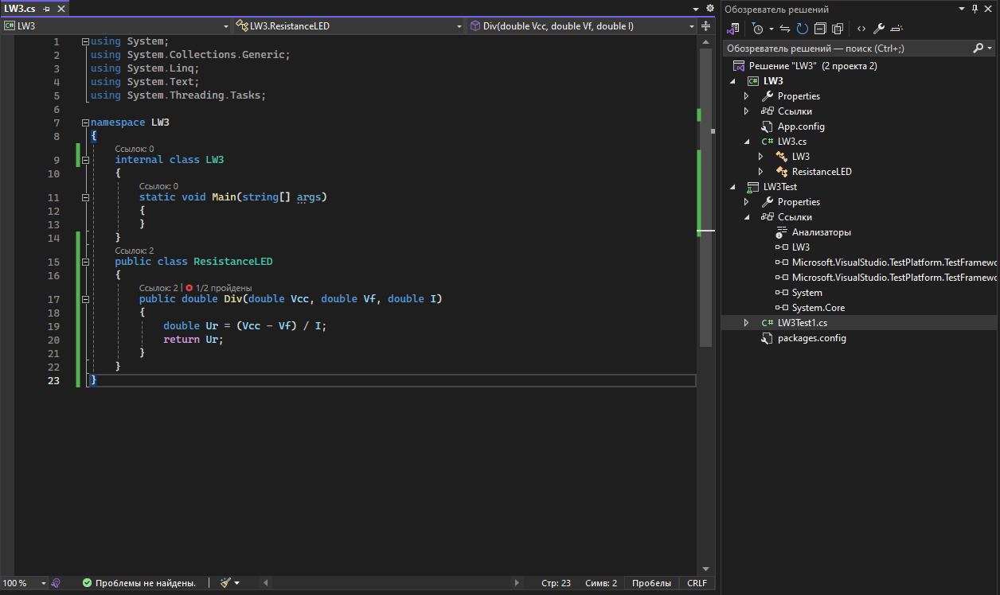 LW3.cs
LW3
LW3.ResistanceLED
Div(double Vcc, double Vf, double I)
1 using System;
2 using System.Collections.Generic;
3 using System.Linq;
4 using System.Text;
5 using System.Threading.Tasks;
6
7 namespace LW3
8 {
Ссылок: 0
9 internal class LW3
10 {
Ссылок: 0
11 static void Main(string[] args)
12 {
13 }
14 }
Ссылок: 2
15 public class ResistanceLED
16 {
Ссылок: 2 | 1/2 пройдены
17 public double Div(double Vcc, double Vf, double I)
18 {
19 double Ur = (Vcc - Vf) / I;
20 return Ur;
21 }
22 }
23 }
100 %
Проблемы не найдены.
Стр: 23
Симв: 2
Пробелы
CRLF
Обозреватель решений
Обозреватель решений — поиск (Ctrl+;)
Решение "LW3" (2 проекта 2)
C# LW3
Properties
Ссылки
App.config
C# LW3.cs
LW3
ResistanceLED
LW3Test
Properties
Ссылки
Анализаторы
LW3
Microsoft.VisualStudio.TestPlatform.TestFramewo
Microsoft.VisualStudio.TestPlatform.TestFramewo
System
System.Core
C# LW3Test1.cs
packages.config